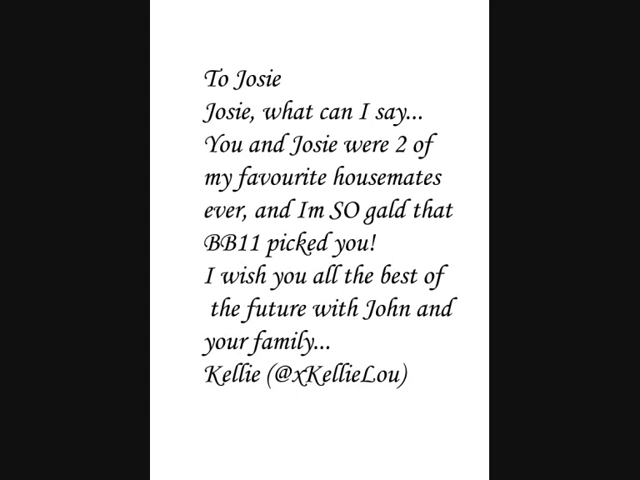 To Josie
Josie, what can I say...
You and Josie were 2 of
my favourite housemates
ever, and Im SO gald that
BB11 picked you!
I wish you all the best of
the future with John and
your family...
Kellie (@xKellieLou)